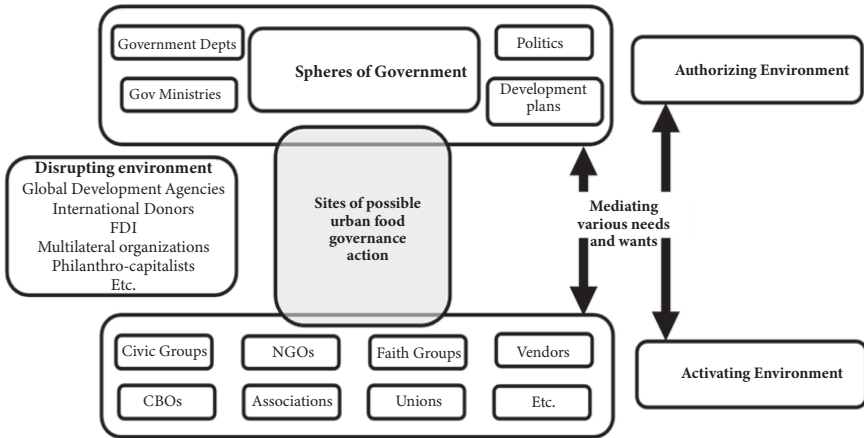 Government Depts
Gov Ministries
Spheres of Government
Politics
Development
plans
Authorizing Environment
Disrupting environment
Global Development Agencies
International Donors
FDI
Multilateral organizations
Philanthro-capitalists
Etc.
Sites of possible
urban food
governance
action
Mediating
various needs
and wants
Civic Groups
NGOs
Faith Groups
Vendors
CBOs
Associations
Unions
Etc.
Activating Environment